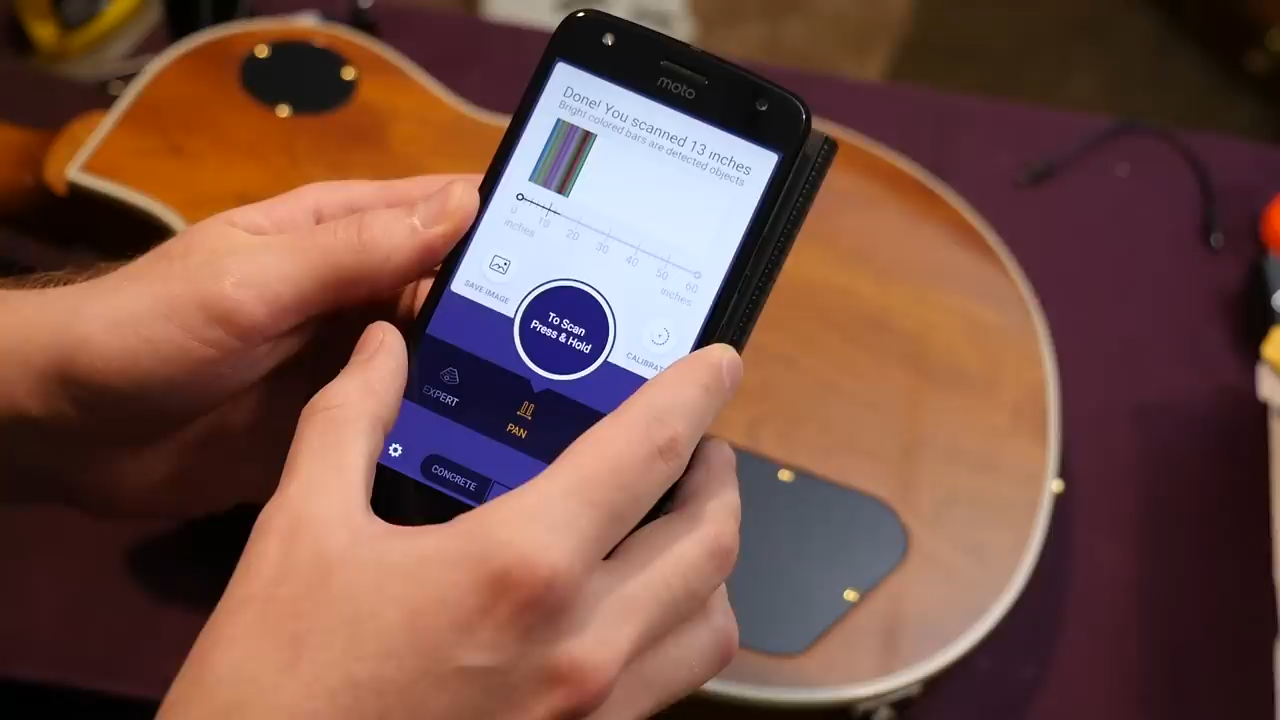 moto
Done! You scanned 13 inches
Bright colored bars are detected objects
0 10 20 30 40 50 60
inches inches
SAVE IMAGE
To Scan
Press & Hold
CALIBRATE
EXPERT
PAN
CONCRETE